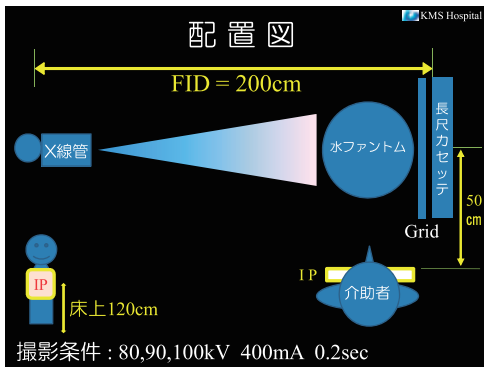 KMS Hospital
配置図
FID = 200cm
X線管
水ファントム
長尺カセッテ
Grid
50
cm
IP
床上120cm
IP
介助者
撮影条件 : 80,90,100kV 400mA 0.2sec